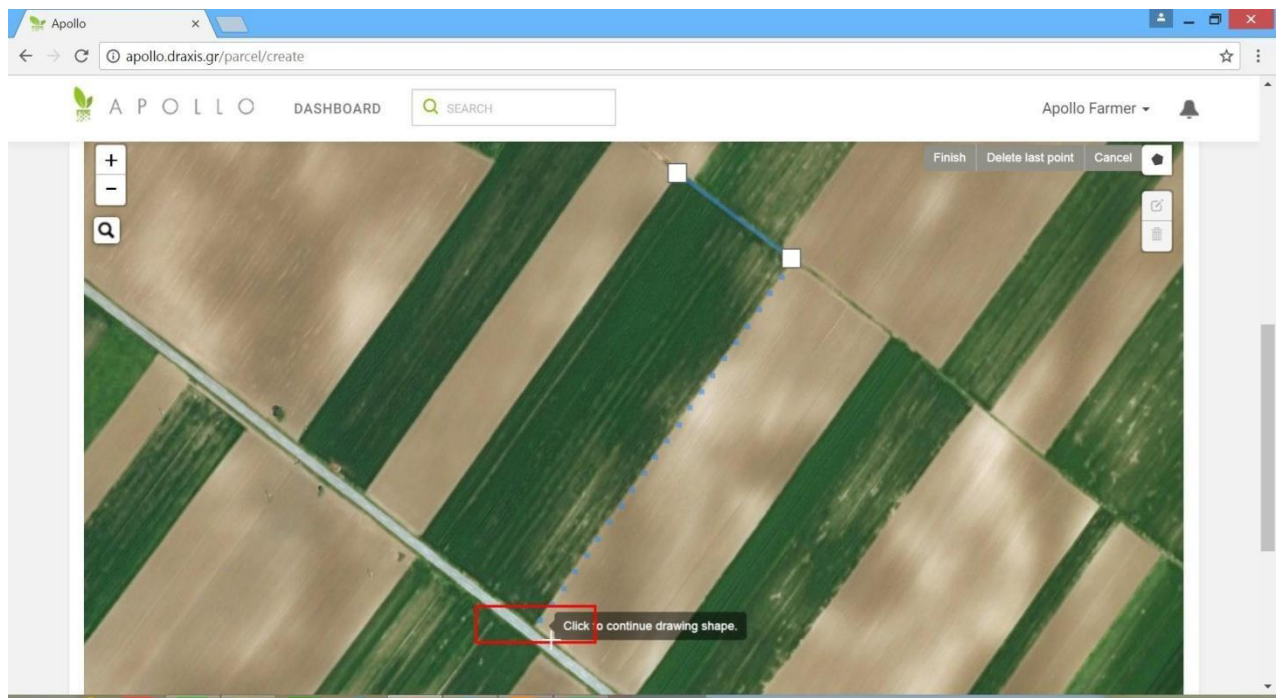 Apollo
apollo.draxis.gr/parcel/create
APOLLO DASHBOARD SEARCH Apollo Farmer
+
Finish Delete last point Cancel
−
Click to continue drawing shape.